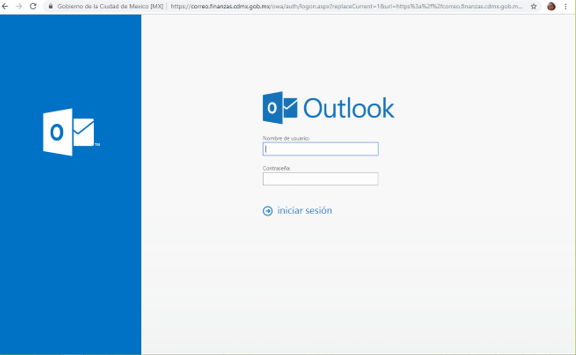 Gobierno de la Ciudad de Mexico [MX] | https://correo.finanzas.cdmx.gob.mx/owa/auth/logon.aspx?replaceCurrent=1&url=https%3a%2f%2fcorreo.finanzas.cdmx.gob.m...
Outlook
Nombre de usuario:
Contraseña:
iniciar sesión